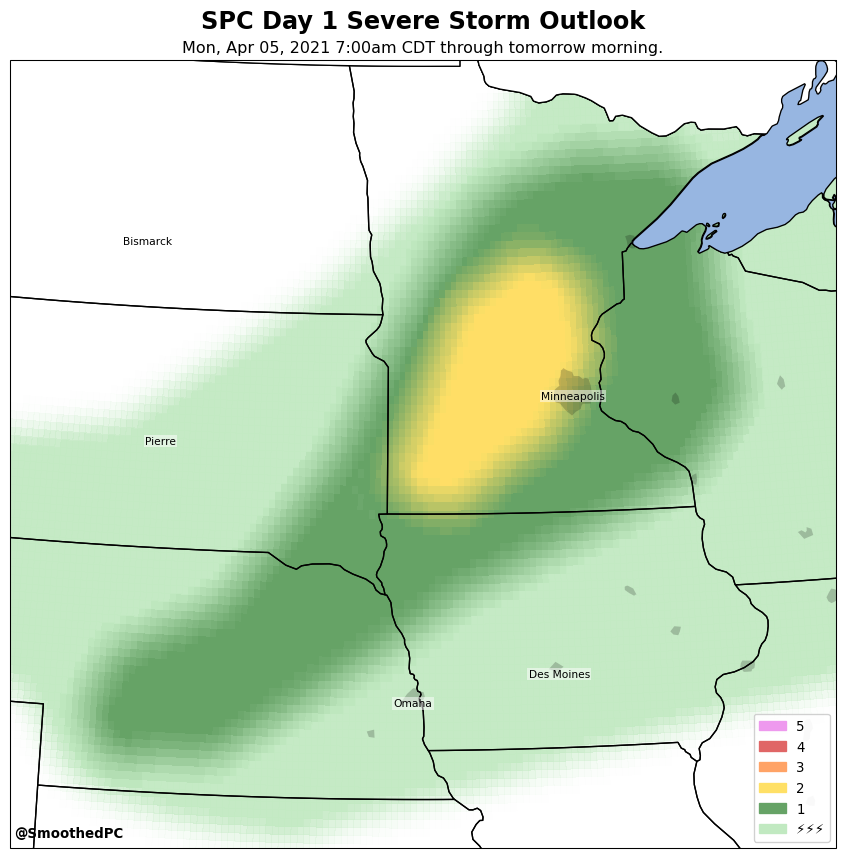 SPC Day 1 Severe Storm Outlook
Mon, Apr 05, 2021 7:00am CDT through tomorrow morning.
Bismarck
Minneapolis
Pierre
Des Moines
Omaha
5
4
3
2
1
⚡⚡⚡
@SmoothedPC